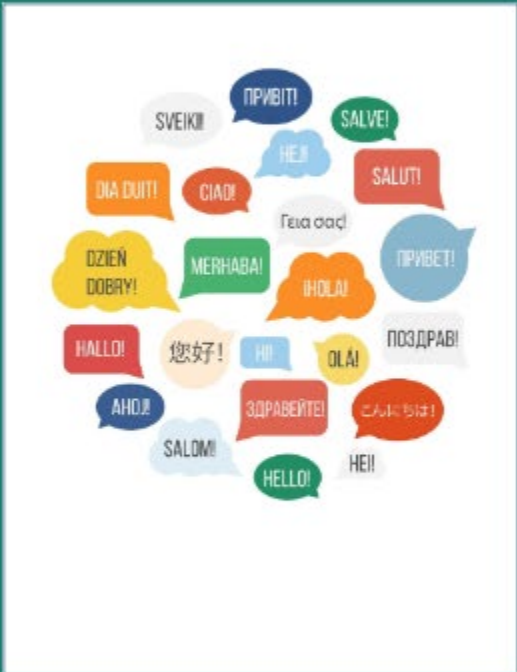 ПРИВІТ!
SVEIKI!
SALVE!
HEJ!
SALUT!
DIA DUIT!
CIAO!
Γεια σας!
ПРИВЕТ!
DZIEŃ
DOBRY!
MERHABA!
¡HOLA!
ПОЗДРАВ!
HALLO!
您好!
HI!
OLÁ!
AHOJ!
ЗДРАВЕЙТЕ!
こんにちは!
SALOM!
HEI!
HELLO!